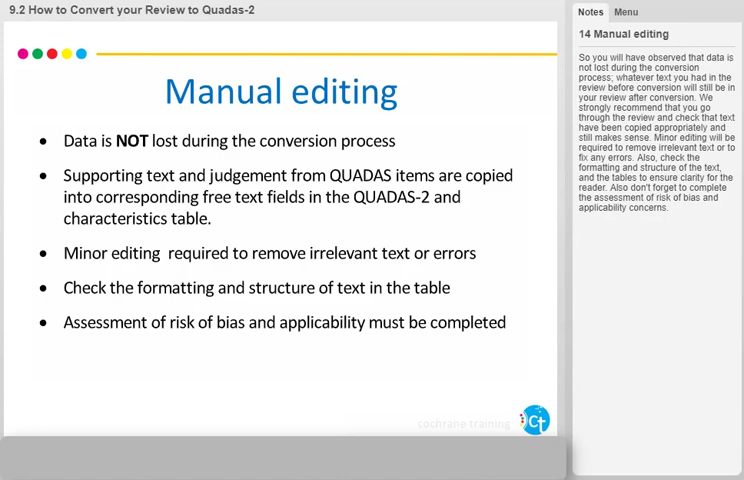 9.2 How to Convert your Review to Quadas-2
Manual editing
• Data is NOT lost during the conversion process
• Supporting text and judgement from QUADAS items are copied
into corresponding free text fields in the QUADAS-2 and
characteristics table.
• Minor editing  required to remove irrelevant text or errors
• Check the formatting and structure of text in the table
• Assessment of risk of bias and applicability must be completed
cochrane training
ct
Notes Menu
14 Manual editing
So you will have observed that data is
not lost during the conversion
process; whatever text you had in the
review before conversion will still be in
your review after conversion. We
strongly recommend that you go
through the review and check that text
have been copied appropriately and
still makes sense. Minor editing will be
required to remove irrelevant text or to
fix any errors. Also, check the
formatting and structure of the text,
and the tables to ensure clarity for the
reader. Also don't forget to complete
the assessment of risk of bias and
applicability concerns.